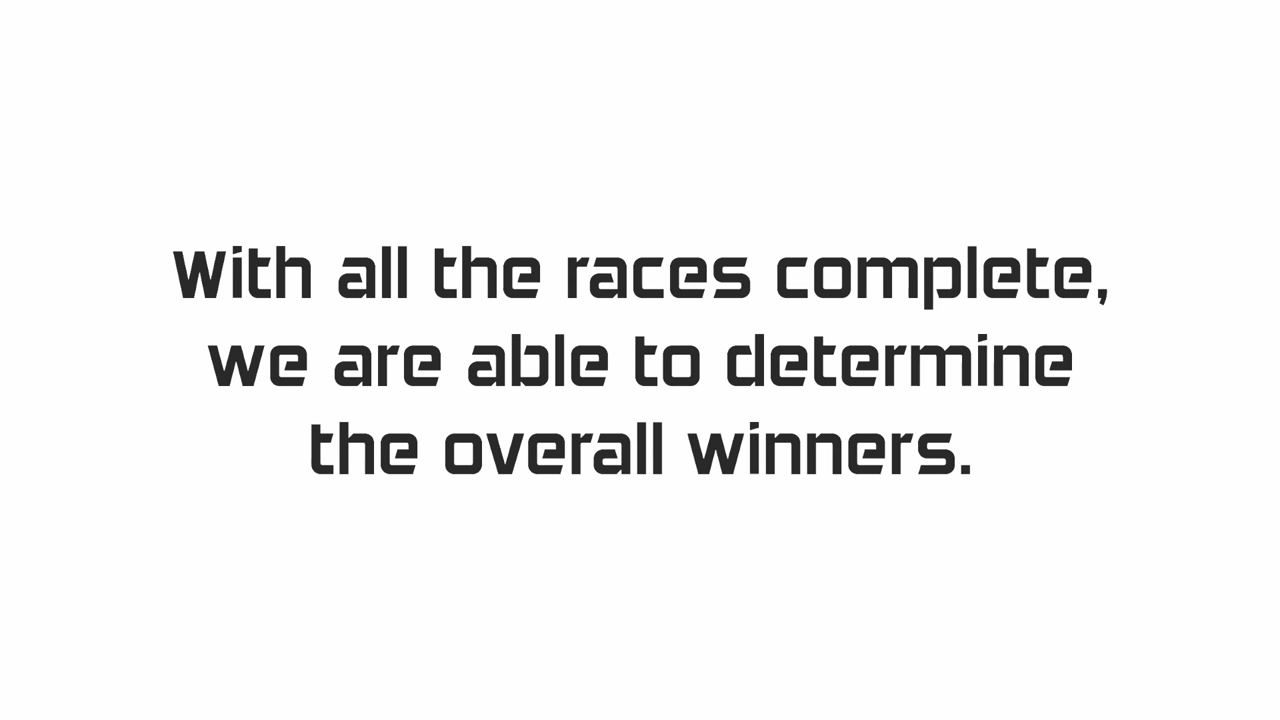 With all the races complete,
we are able to determine
the overall winners.